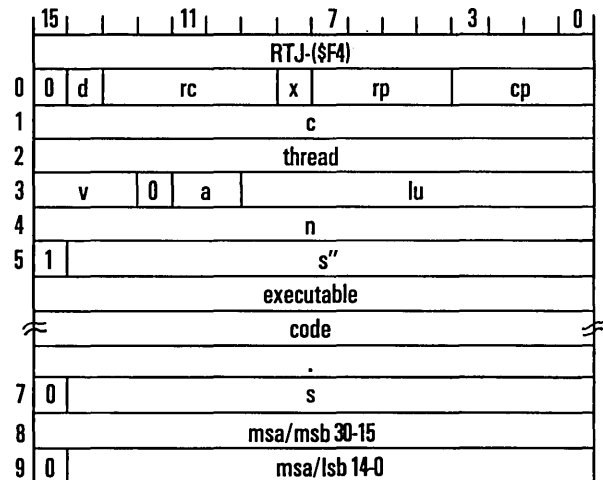 15 11 7 3 0
RTJ-($F4)
0 0 d rc x rp cp
1 c
2 thread
3 v 0 a lu
4 n
5 1 s”
executable
code
.
7 0 s
8 msa/msb 30-15
9 0 msa/lsb 14-0